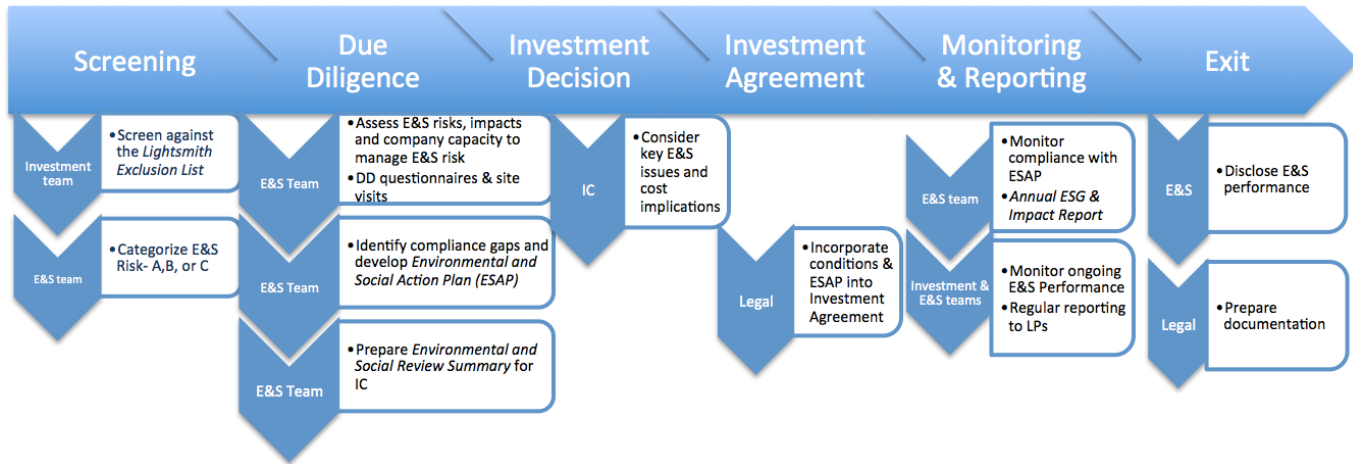 Screening
Due
Diligence
Investment
Decision
Investment
Agreement
Monitoring
& Reporting
Exit
Investment
team
• Screen against
the Lightsmith
Exclusion List
E&S team
• Categorize E&S
Risk- A,B, or C
E&S Team
• Assess E&S risks, impacts
and company capacity to
manage E&S risk
• DD questionnaires & site
visits
E&S Team
• Identify compliance gaps and
develop Environmental and
Social Action Plan (ESAP)
E&S Team
• Prepare Environmental and
Social Review Summary for
IC
IC
• Consider
key E&S
issues and
cost
implications
Legal
• Incorporate
conditions &
ESAP into
Investment
Agreement
E&S team
• Monitor
compliance with
ESAP
• Annual ESG &
Impact Report
Investment &
E&S teams
• Monitor ongoing
E&S Performance
• Regular reporting
to LPs
E&S
• Disclose E&S
performance
Legal
• Prepare
documentation